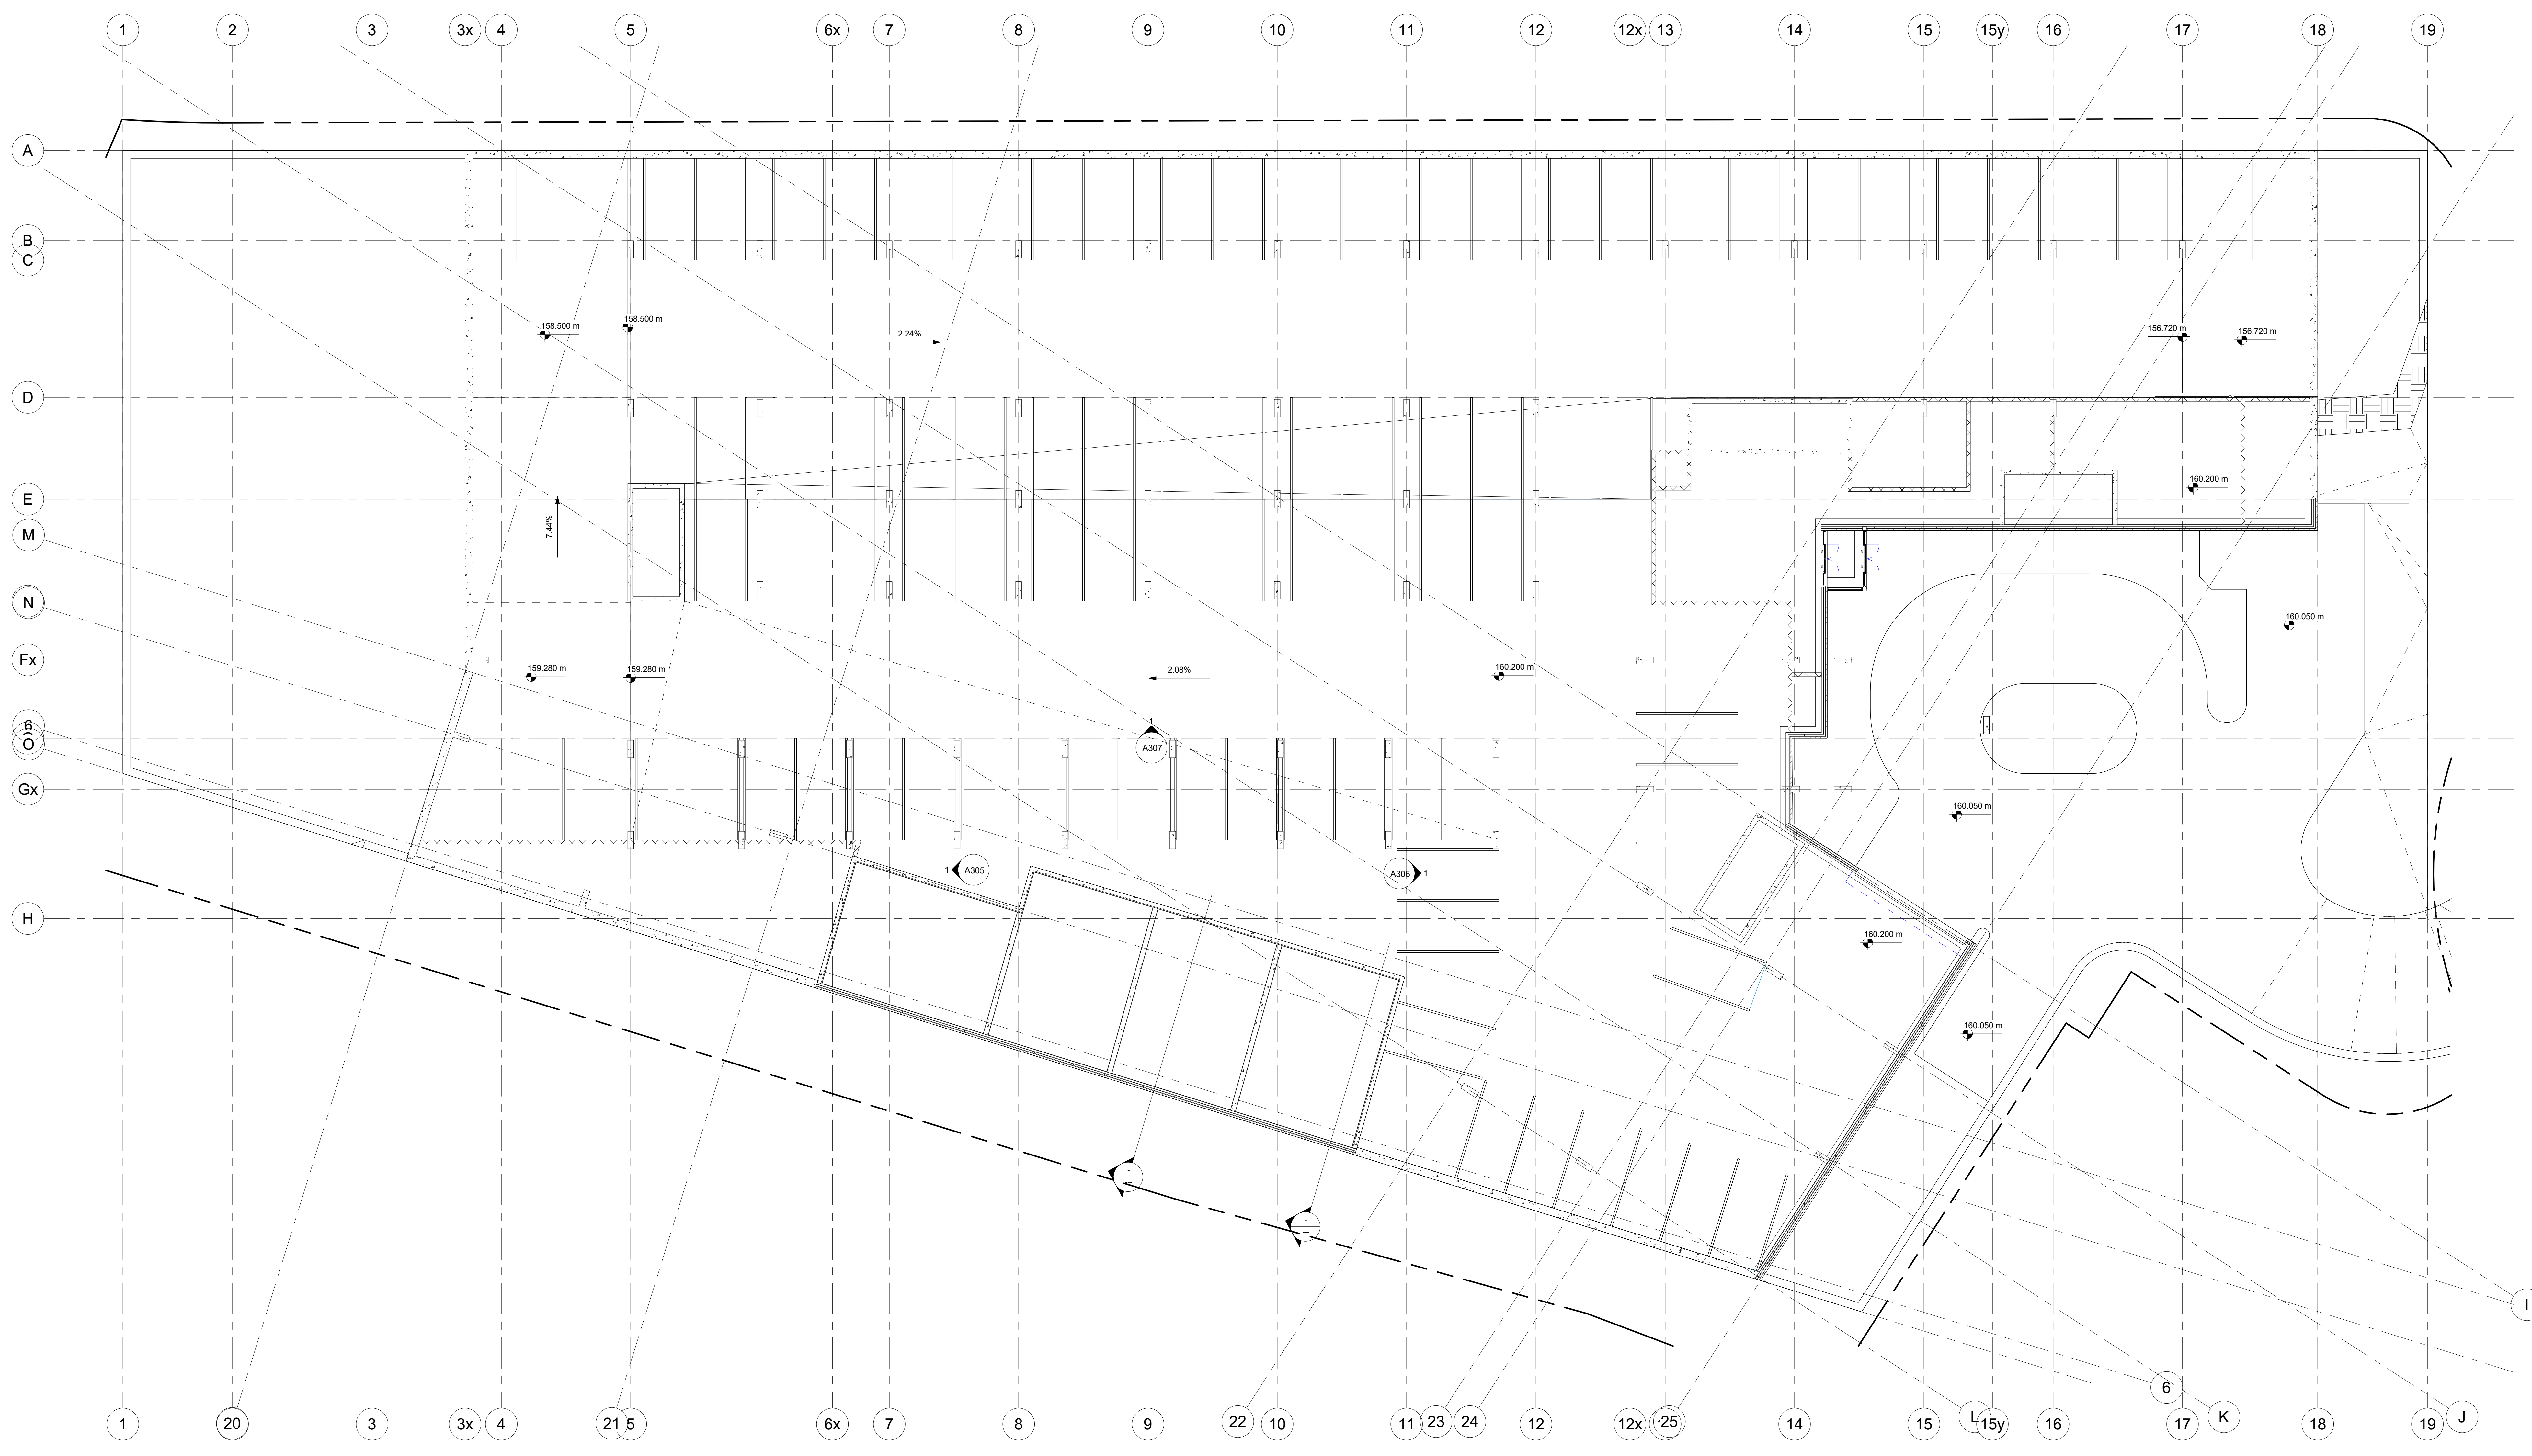 1 2 3 3x 4 5 6x 7 8 9 10 11 12 12x 13 14 15 15y 16 17 18 19
A
B
C
158.500 m
158.500 m
2.24%
156.720 m
156.720 m
D
160.200 m
E
7.44%
M
N
160.050 m
Fx
159.280 m
159.280 m
2.08%
160.200 m
6
O
1
A307
Gx
160.050 m
1 A305
A306 1
H
160.200 m
160.050 m
I
6
1 20 3 3x 4 21 5 6x 7 8 9 22 10 11 23 24 12 12x 25 14 15 L 15y 16 17 K 18 19 J